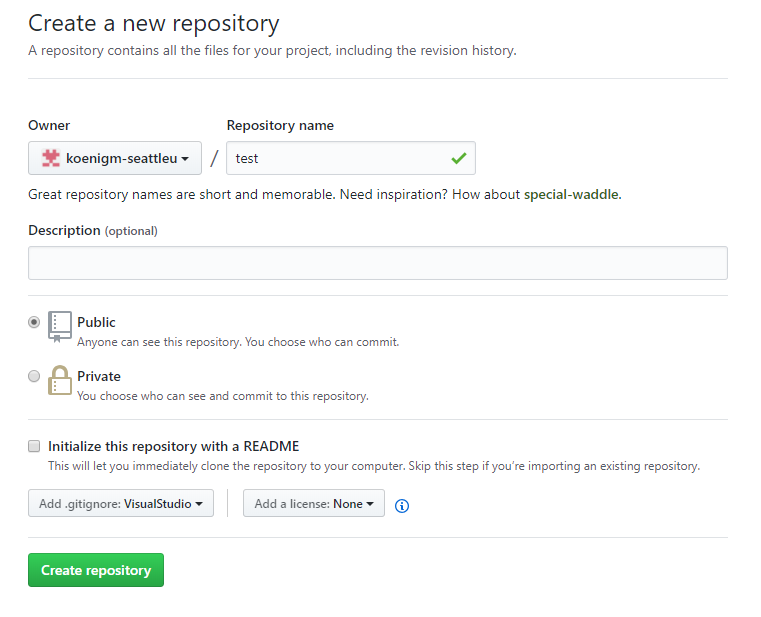 Create a new repository
A repository contains all the files for your project, including the revision history.
Owner
Repository name
koenigm-seattleu / test
Great repository names are short and memorable. Need inspiration? How about special-waddle.
Description (optional)
Public
Anyone can see this repository. You choose who can commit.
Private
You choose who can see and commit to this repository.
Initialize this repository with a README
This will let you immediately clone the repository to your computer. Skip this step if you’re importing an existing repository.
Add .gitignore: VisualStudio
Add a license: None
Create repository